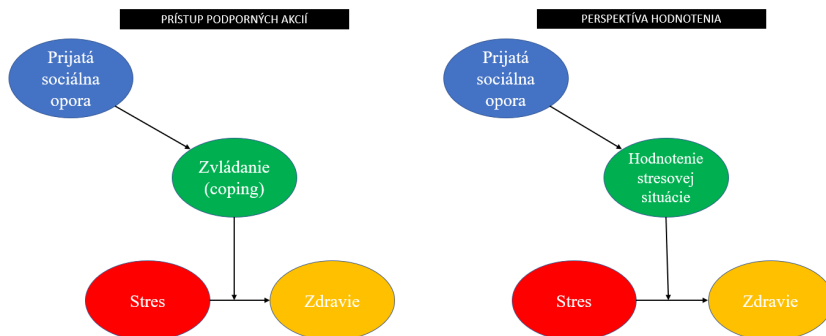 PRÍSTUP PODPORNÝCH AKCIÍ
Prijatá
sociálna
opora
Zvládanie
(coping)
Stres
Zdravie
PERSPEKTÍVA HODNOTENIA
Prijatá
sociálna
opora
Hodnotenie
stresovej
situácie
Stres
Zdravie